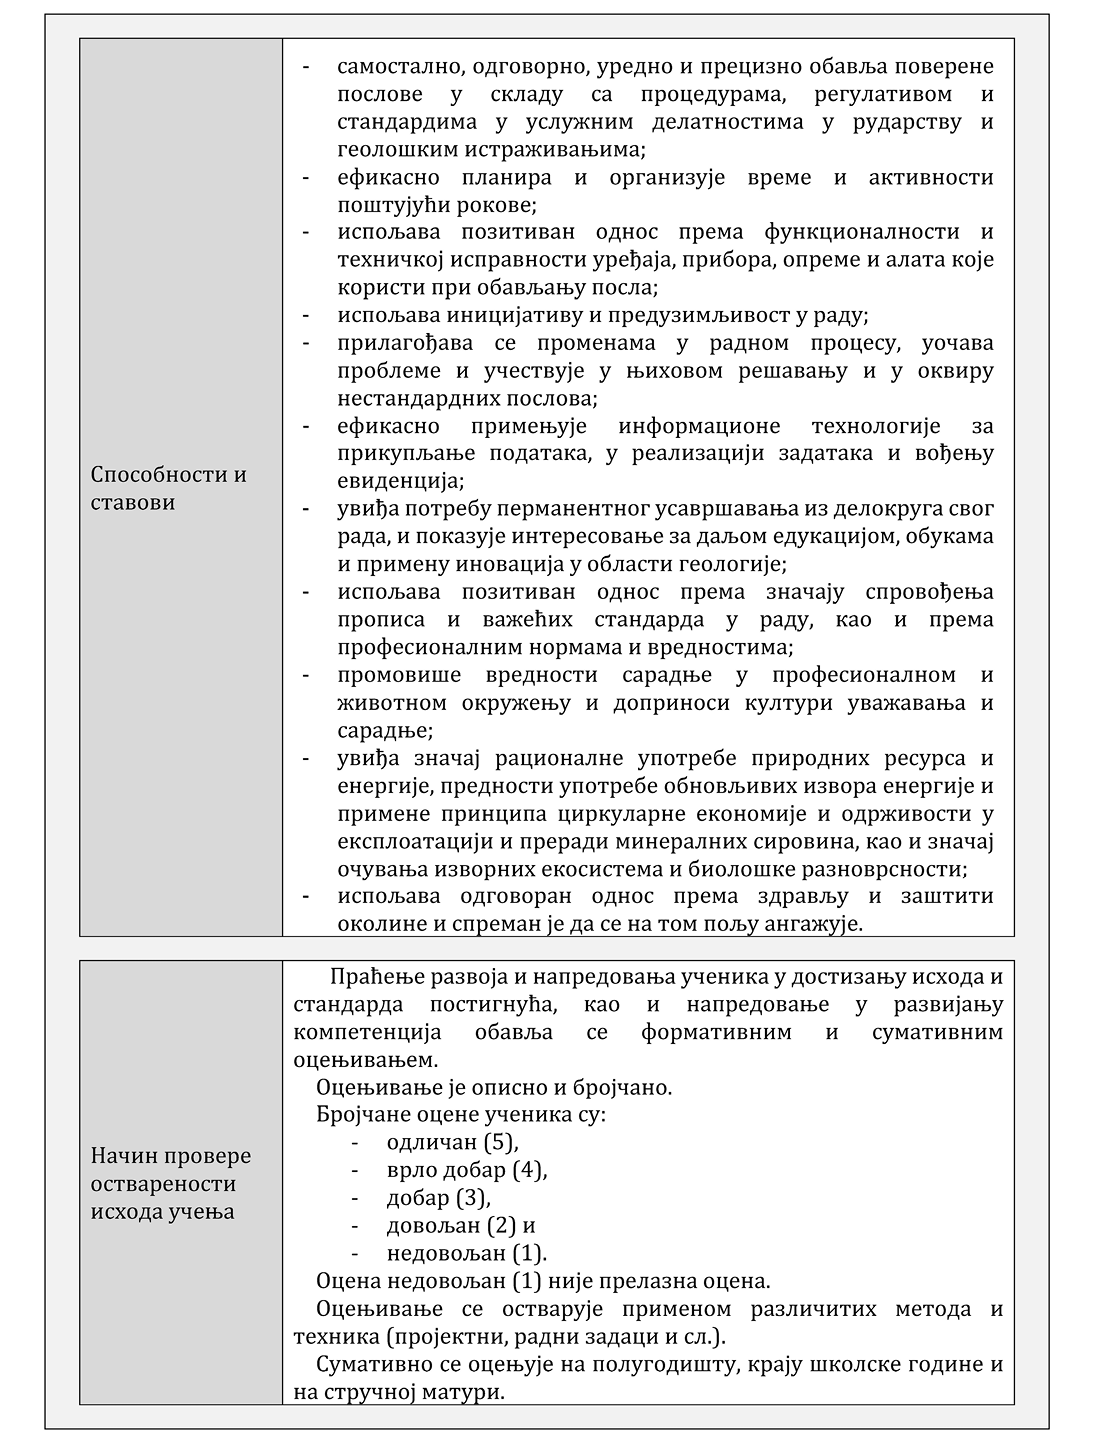 Способности и
ставови
- самостално, одговорно, уредно и прецизно обавља поверене
послове у складу са процедурама, регулативом и
стандардима у услужним делатностима у рударству и
геолошким истраживањима;
- ефикасно планира и организује време и активности
поштујући рокове;
- испољава позитиван однос према функционалности и
техничкој исправности уређаја, прибора, опреме и алата које
користи при обављању посла;
- испољава иницијативу и предузимљивост у раду;
- прилагођава се променама у радном процесу, уочава
проблеме и учествује у њиховом решавању и у оквиру
нестандардних послова;
- ефикасно примењује информационе технологије за
прикупљање података, у реализацији задатака и вођењу
евиденција;
- увиђа потребу перманентног усавршавања из делокруга свог
рада, и показује интересовање за даљом едукацијом, обукама
и примену иновација у области геологије;
- испољава позитиван однос према значају спровођења
прописа и важећих стандарда у раду, као и према
професионалним нормама и вредностима;
- промовише вредности сарадње у професионалном и
животном окружењу и доприноси култури уважавања и
сарадње;
- увиђа значај рационалне употребе природних ресурса и
енергије, предности употребе обновљивих извора енергије и
примене принципа циркуларне економије и одрживости у
експлоатацији и преради минералних сировина, као и значај
очувања изворних екосистема и биолошке разноврсности;
- испољава одговоран однос према здрављу и заштити
околине и спреман је да се на том пољу ангажује.
Начин провере
остварености
исхода учења
Праћење развоја и напредовања ученика у достизању исхода и
стандарда постигнућа, као и напредовање у развијању
компетенција обавља се формативним и сумативним
оцењивањем.
Оцењивање је описно и бројчано.
Бројчане оцене ученика су:
- одличан (5),
- врло добар (4),
- добар (3),
- довољан (2) и
- недовољан (1).
Оцена недовољан (1) није прелазна оцена.
Оцењивање се остварује применом различитих метода и
техника (пројектни, радни задаци и сл.).
Сумативно се оцењује на полугодишту, крају школске године и
на стручној матури.